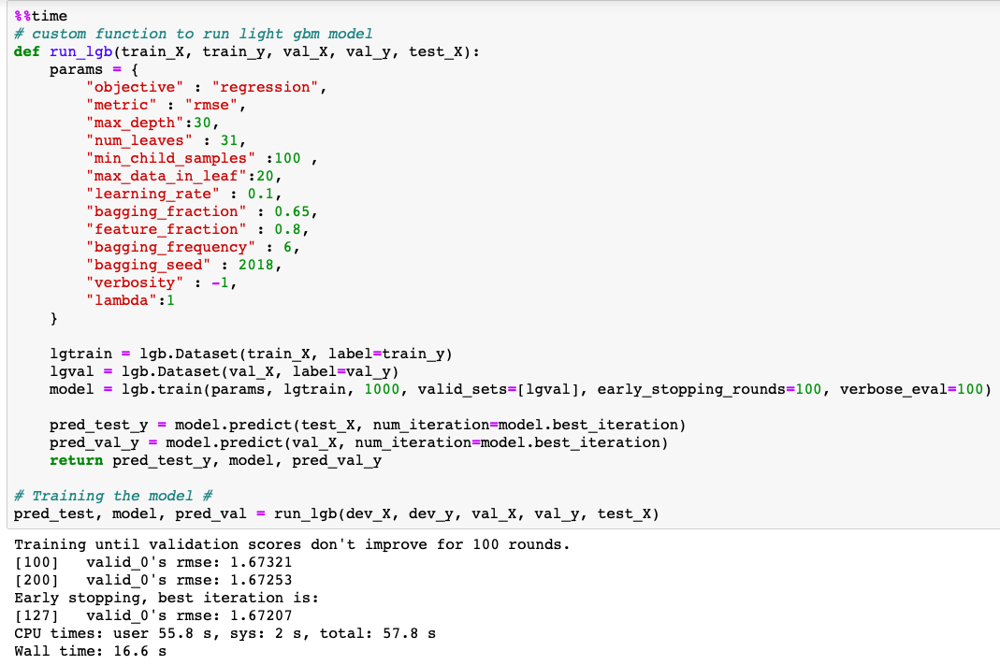 %%time
# custom function to run light gbm model
def run_lgb(train_X, train_y, val_X, val_y, test_X):
    params = {
        "objective" : "regression",
        "metric" : "rmse",
        "max_depth":30,
        "num_leaves" : 31,
        "min_child_samples" :100 ,
        "max_data_in_leaf":20,
        "learning_rate" : 0.1,
        "bagging_fraction" : 0.65,
        "feature_fraction" : 0.8,
        "bagging_frequency" : 6,
        "bagging_seed" : 2018,
        "verbosity" : -1,
        "lambda":1
    }
    lgtrain = lgb.Dataset(train_X, label=train_y)
    lgval = lgb.Dataset(val_X, label=val_y)
    model = lgb.train(params, lgtrain, 1000, valid_sets=[lgval], early_stopping_rounds=100, verbose_eval=100)
    pred_test_y = model.predict(test_X, num_iteration=model.best_iteration)
    pred_val_y = model.predict(val_X, num_iteration=model.best_iteration)
    return pred_test_y, model, pred_val_y
# Training the model #
pred_test, model, pred_val = run_lgb(dev_X, dev_y, val_X, val_y, test_X)
Training until validation scores don't improve for 100 rounds.
[100]   valid_0's rmse: 1.67321
[200]   valid_0's rmse: 1.67253
Early stopping, best iteration is:
[127]   valid_0's rmse: 1.67207
CPU times: user 55.8 s, sys: 2 s, total: 57.8 s
Wall time: 16.6 s